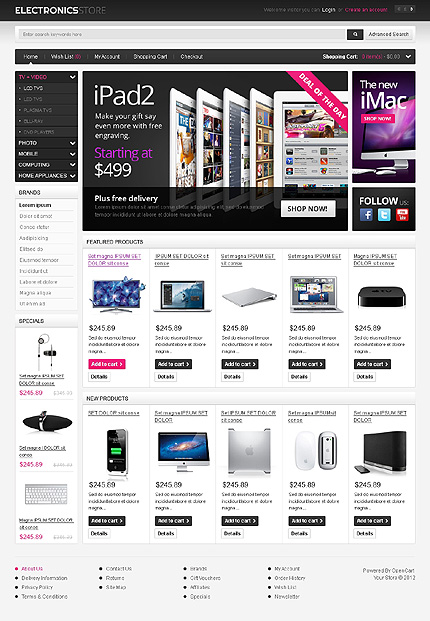 ELECTRONICSSTORE
Welcome visitor you can Login or Create an account.
Enter search keywords here...
Advanced Search
Home Wish List (0) My Account Shopping Cart Checkout
Shopping Cart: 0 item(s) - $0.00
TV + VIDEO
LCD TVS
LED TVS
PLASMA TVS
BLU-RAY
DVD PLAYERS
PHOTO
MOBILE
COMPUTING
HOME APPLIANCES
BRANDS
Lorem ipsum
Dolor sit amet
Conse ctetur
Adipisicing
Elit sed do
Eiusmod tempor
Incididunt ut
Labore et dolore
Magna aliqua
Ut enim ad
SPECIALS
Set magna IPSUM SET DOLOR sit conse
$245.89
Set magna IDOLOR sit conse
$245.89
Magna IPSUM SET DOLOR sit conse
$245.89
iPad2
Make your gift say
even more with free
engraving.
Starting at
$499
DEAL OF THE DAY
Plus free delivery
Lorem ipsum dolor sit amet conse ctetur adipisicing elit sed do eiusmod
tempor incididunt ut labore et dolore magna aliqua.
SHOP NOW!
The new
iMac
SHOP NOW!
FOLLOW US:
FEATURED PRODUCTS
Set magna IPSUM SET DOLOR sit conse
$245.89
Sed do eiusmod tempor incididunt labore et dolore magna...
Add to cart
Details
IPSUM SET DOLOR sit conse
$245.89
Sed do eiusmod tempor incididunt labore et dolore magna...
Add to cart
Details
Set magna IPSUM SET sit conse
$245.89
Sed do eiusmod tempor incididunt labore et dolore magna...
Add to cart
Details
Set magna IPSUM SET DOLOR sit conse
$245.89
Sed do eiusmod tempor incididunt labore et dolore magna...
Add to cart
Details
Magna IPSUM SET DOLOR sit conse
$245.89
Sed do eiusmod tempor incididunt labore et dolore magna...
Add to cart
Details
NEW PRODUCTS
SET DOLOR sit conse
$245.89
Sed do eiusmod tempor incididunt labore et dolore magna...
Add to cart
Details
Set magna IPSUM SET DOLOR
$245.89
Sed do eiusmod tempor incididunt labore et dolore magna...
Add to cart
Details
Set IPSUM SET DOLOR sit conse
$245.89
Sed do eiusmod tempor incididunt labore et dolore magna...
Add to cart
Details
Set magna IPSUM sit conse
$245.89
Sed do eiusmod tempor incididunt labore et dolore magna...
Add to cart
Details
Set magna IPSUM SET DOLOR
$245.89
Sed do eiusmod tempor incididunt labore et dolore magna...
Add to cart
Details
About Us
Delivery Information
Privacy Policy
Terms & Conditions
Contact Us
Returns
Site Map
Brands
Gift Vouchers
Affiliates
Specials
My Account
Order History
Wish List
Newsletter
Powered By OpenCart
Your Store © 2012